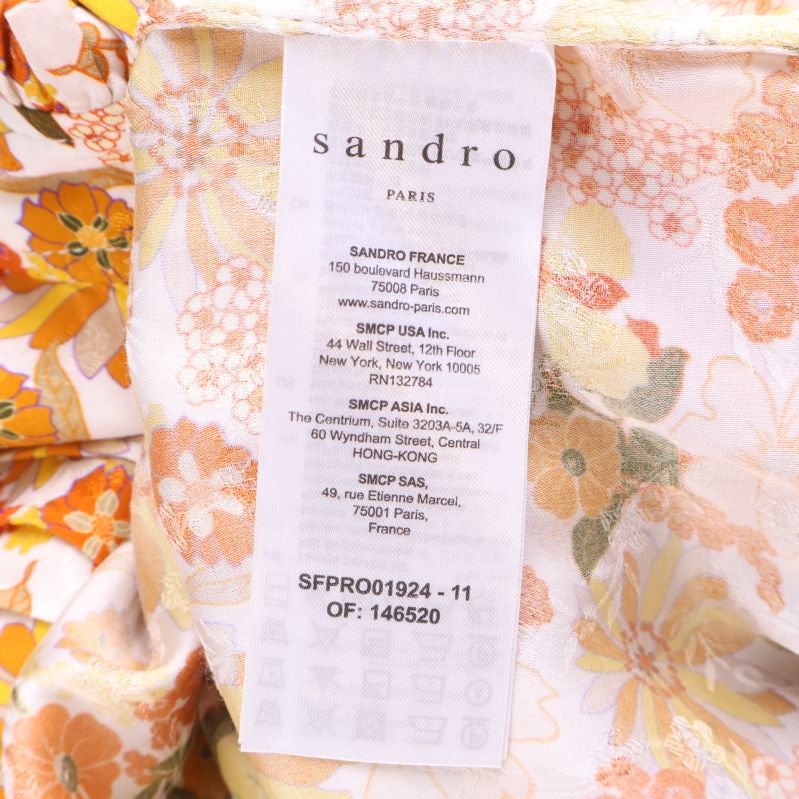 sandro
PARIS
SANDRO FRANCE
150 boulevard Haussmann
75008 Paris
www.sandro-paris.com
SMCP USA Inc.
44 Wall Street, 12th Floor
New York, New York 10005
RN132784
SMCP ASIA Inc.
The Centrium, Suite 3203A-5A, 32/F
60 Wyndham Street, Central
HONG-KONG
SMCP SAS,
49, rue Etienne Marcel,
75001 Paris,
France
SFPRO01924 - 11
OF: 146520